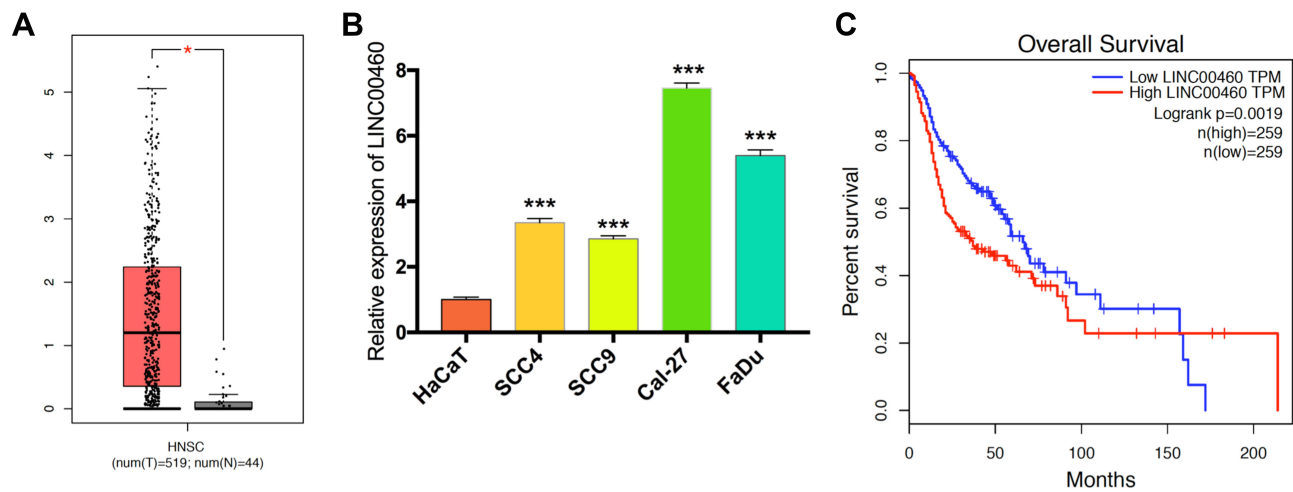 A
*
5
4
3
2
1
0
HNSC
(num(T)=519; num(N)=44)
B
Relative expression of LINC00460
8
6
4
2
0
***
***
***
***
HaCaT
SCC4
SCC9
Cal-27
FaDu
C
Overall Survival
Low LINC00460 TPM
High LINC00460 TPM
Logrank p=0.0019
n(high)=259
n(low)=259
Percent survival
1.0
0.8
0.6
0.4
0.2
0.0
0
50
100
150
200
Months